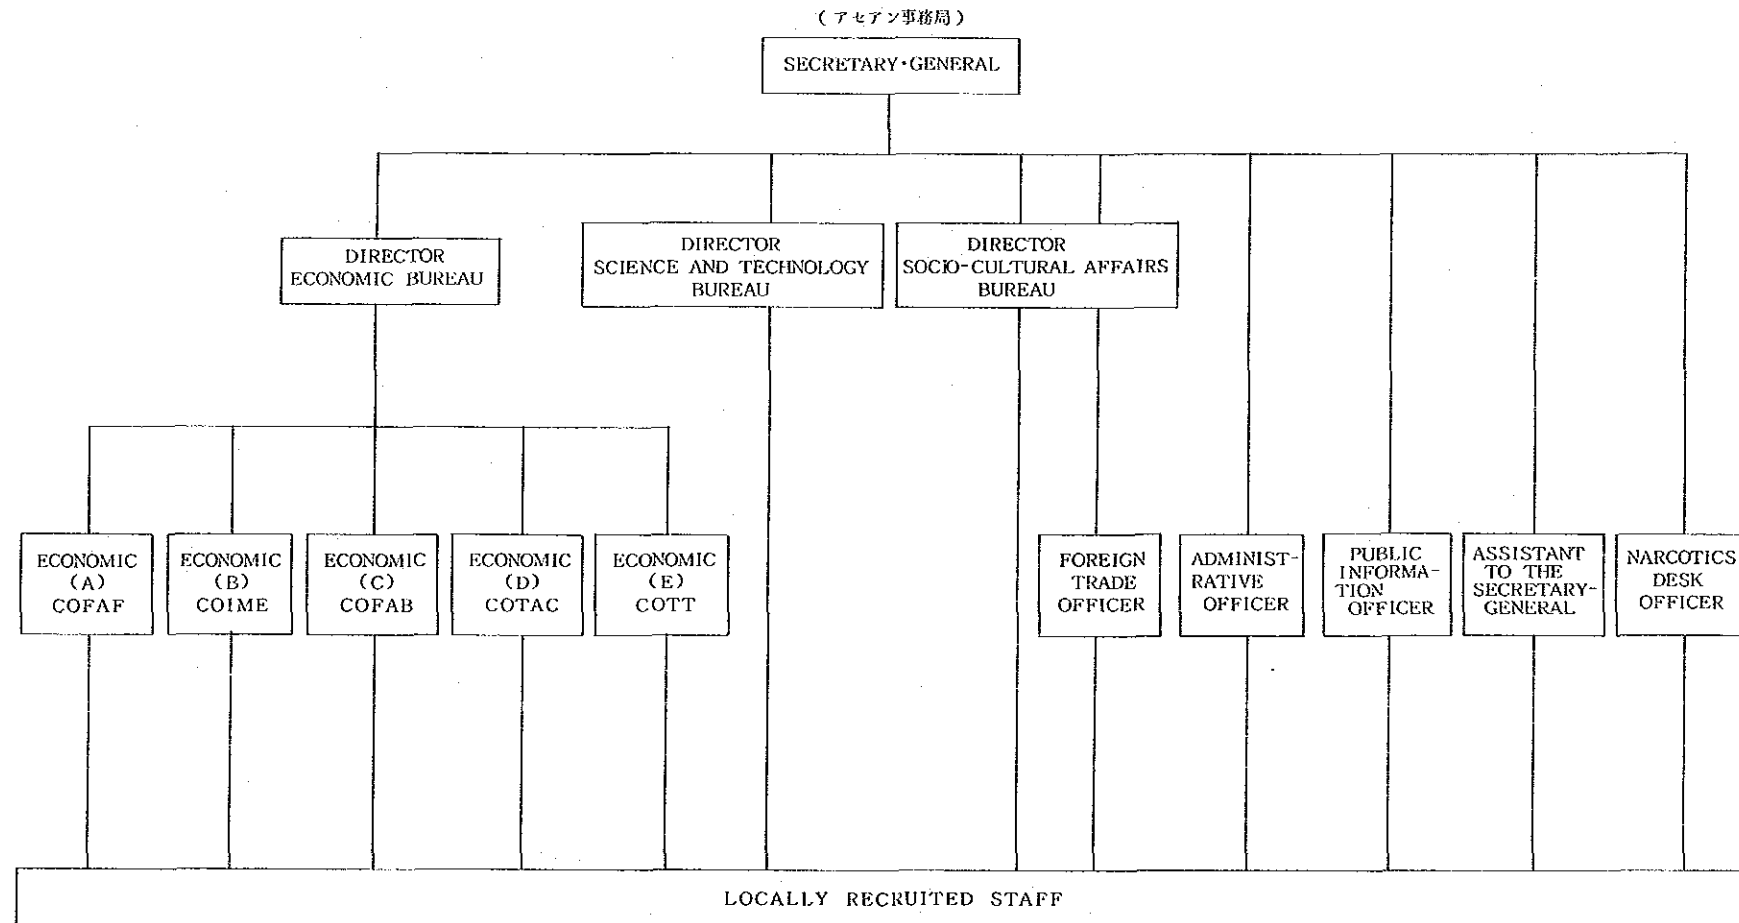 (アセアン事務局)
SECRETARY・GENERAL
DIRECTOR
ECONOMIC BUREAU
DIRECTOR
SCIENCE AND TECHNOLOGY
BUREAU
DIRECTOR
SOCIO-CULTURAL AFFAIRS
BUREAU
ECONOMIC
(A)
COFAF
ECONOMIC
(B)
COIME
ECONOMIC
(C)
COFAB
ECONOMIC
(D)
COTAC
ECONOMIC
(E)
COTT
FOREIGN
TRADE
OFFICER
ADMINIST-
RATIVE
OFFICER
PUBLIC
INFORMA-
TION
OFFICER
ASSISTANT
TO THE
SECRETARY-
GENERAL
NARCOTICS
DESK
OFFICER
LOCALLY RECRUITED STAFF